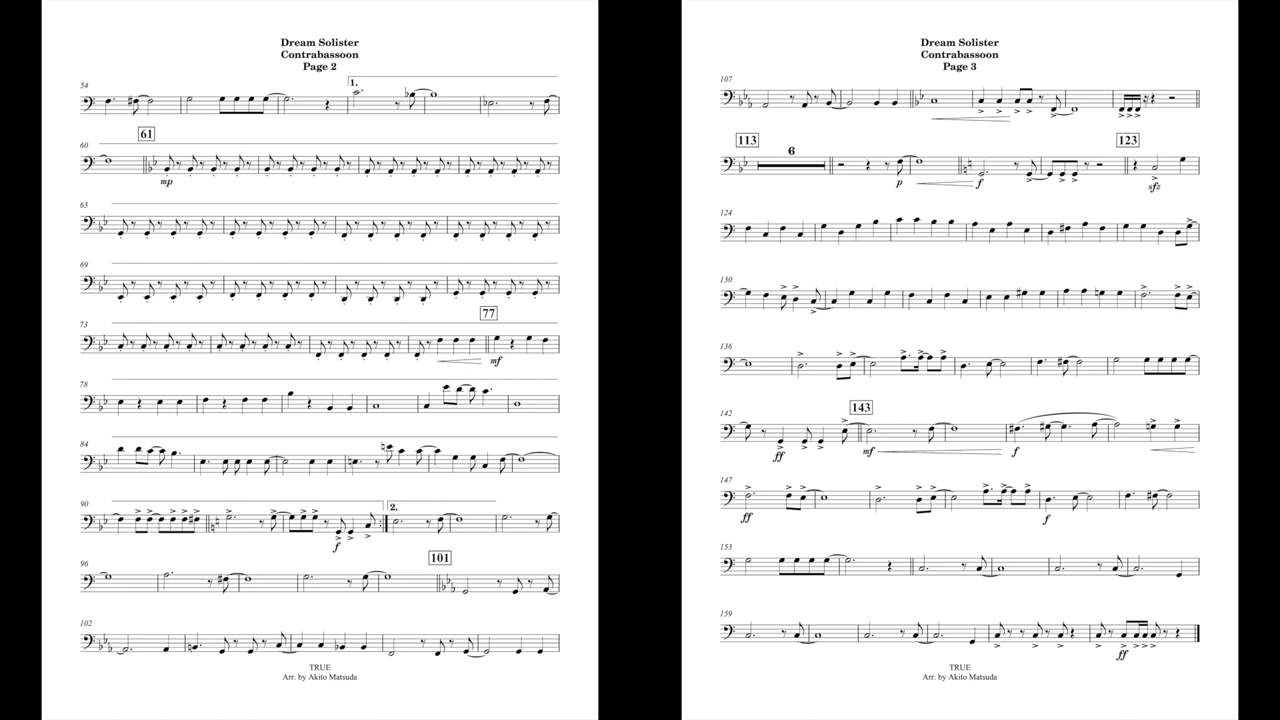 Dream Solister
Contrabassoon
Page 2
54
1.
60
61
mp
65
69
73
77
mf
78
84
90
f
2.
96
101
102
TRUE
Arr. by Akito Matsuda
Dream Solister
Contrabassoon
Page 3
107
113
6
p
f
123
sfz
124
130
136
142
ff
143
mf
f
147
ff
f
153
159
ff
TRUE
Arr. by Akito Matsuda